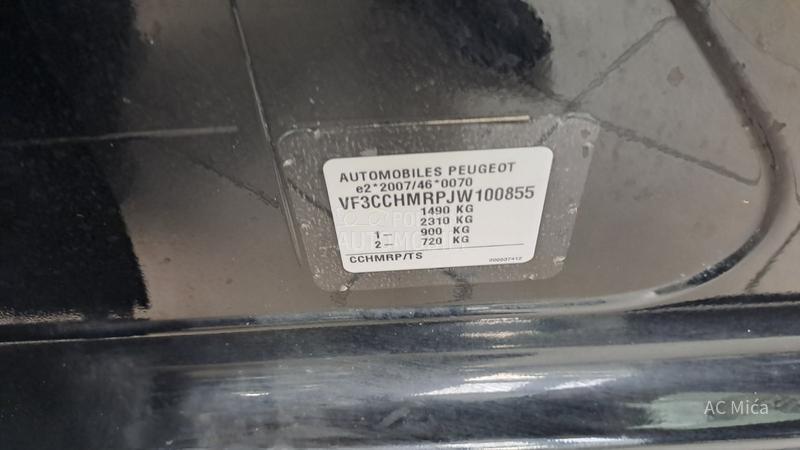 AUTOMOBILES PEUGEOT
e2*2007/46*0070
VF3CCHMRPJW100855
1490 KG
2310 KG
1- 900 KG
2- 720 KG
CCHMRP/TS
AC Mića